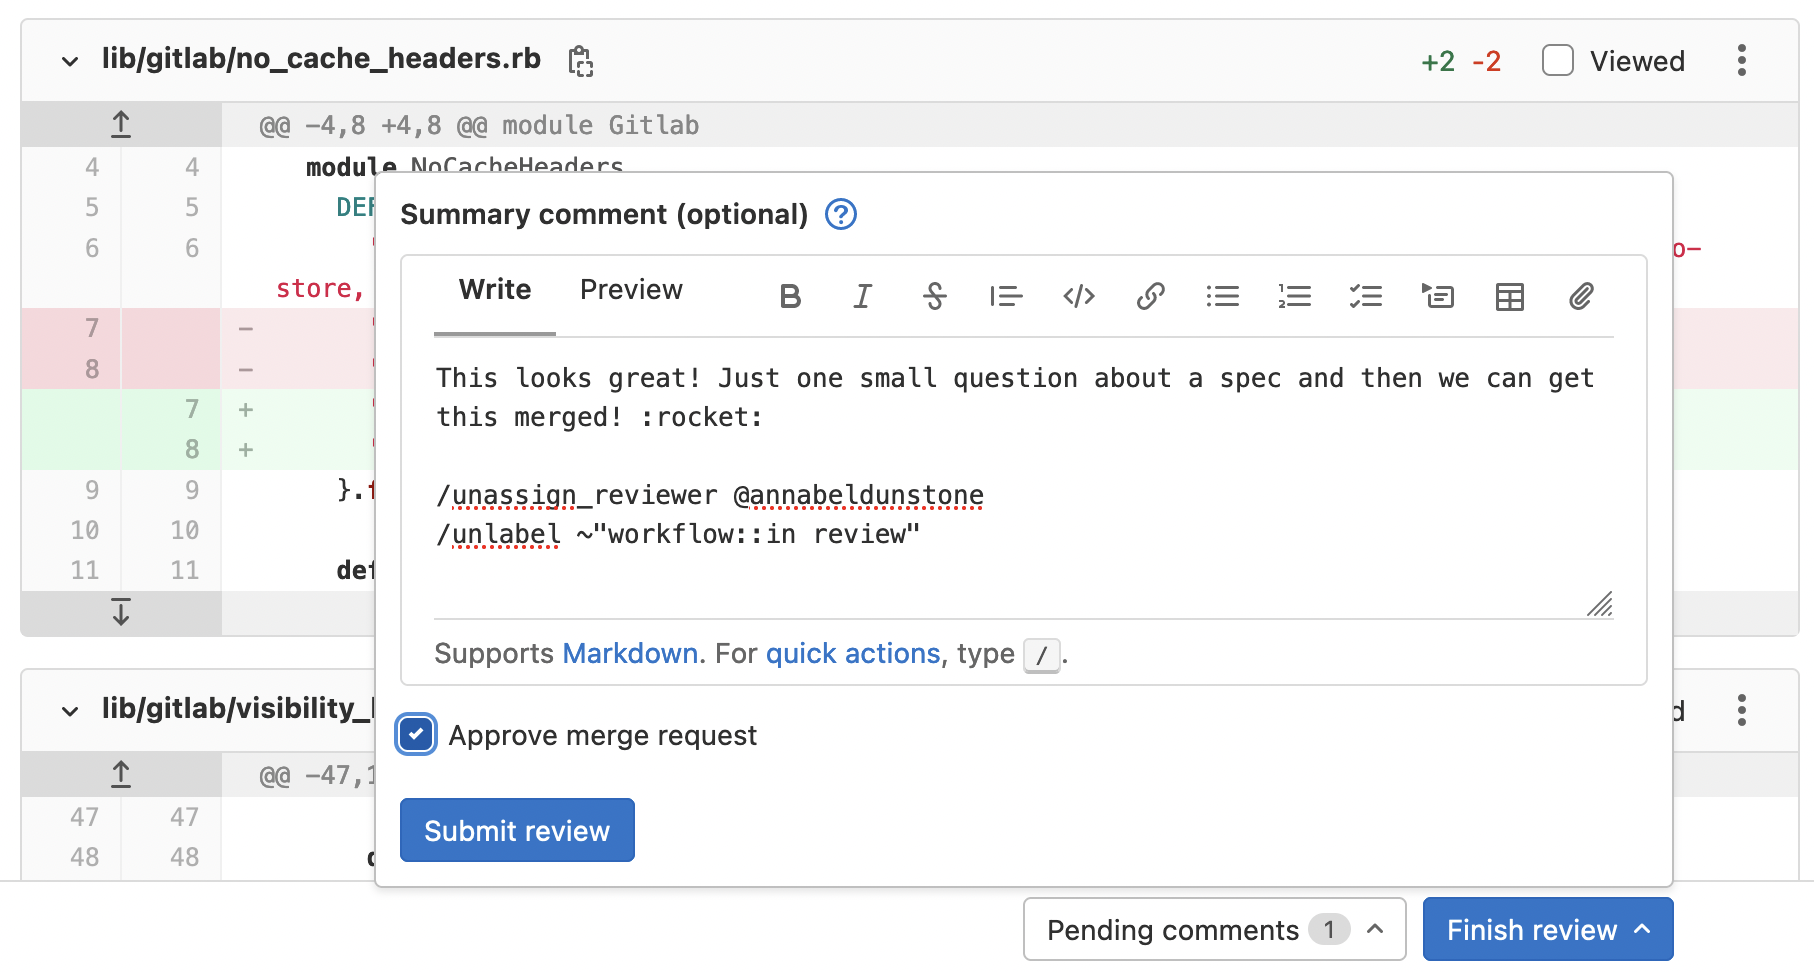 lib/gitlab/no_cache_headers.rb +2 -2 Viewed
@@ -4,8 +4,8 @@ module Gitlab
4 4 module NoCacheHeaders
5 5
6 6
store,
7 -
8 -
7 +
8 +
9 9 }.
10 10
11 11 def
Summary comment (optional) ?
Write Preview
This looks great! Just one small question about a spec and then we can get
this merged! :rocket:
/unassign_reviewer @annabeldunstone
/unlabel ~"workflow::in review"
Supports Markdown. For quick actions, type /.
Approve merge request
Submit review
lib/gitlab/visibility_
@@ -47,
47 47
48 48
Pending comments 1
Finish review